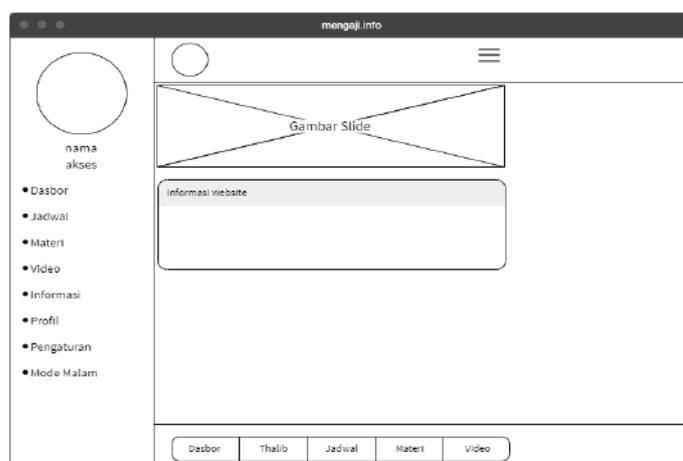 mengaji.info
nama
akses
Dasbor
Jadwal
Materi
Video
Informasi
Profil
Pengaturan
Mode Malam
Gambar Slide
Informasi website
Dasbor Thalib Jadwal Materi Video